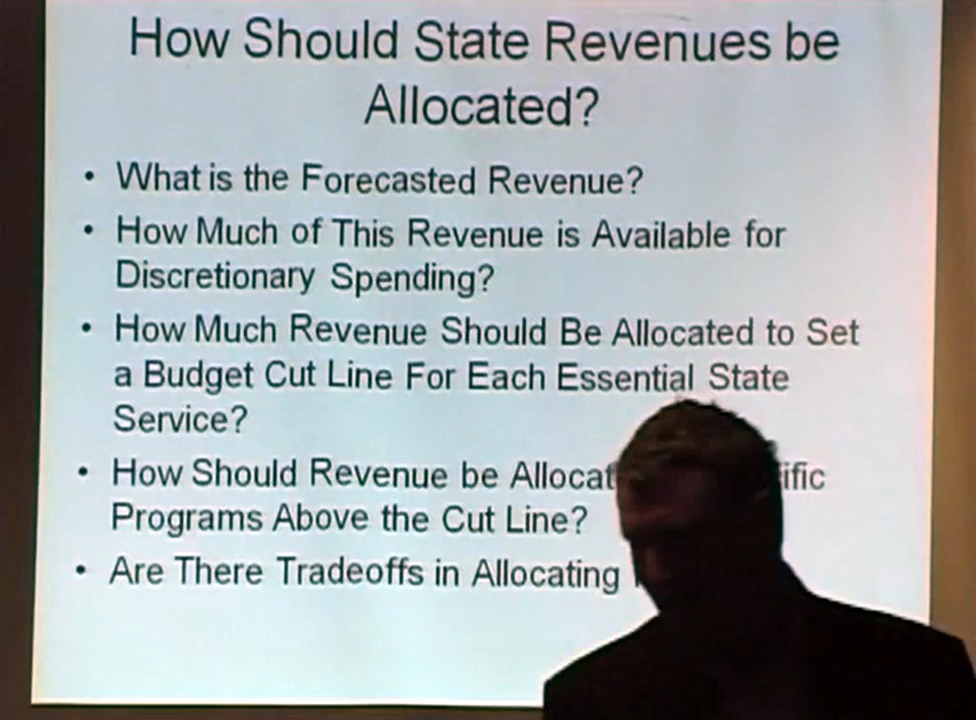 How Should State Revenues be
Allocated?
• What is the Forecasted Revenue?
• How Much of This Revenue is Available for
Discretionary Spending?
• How Much Revenue Should Be Allocated to Set
a Budget Cut Line For Each Essential State
Service?
• How Should Revenue be
Programs Above the Cut Line?
• Are There Tradeoffs in Allocating